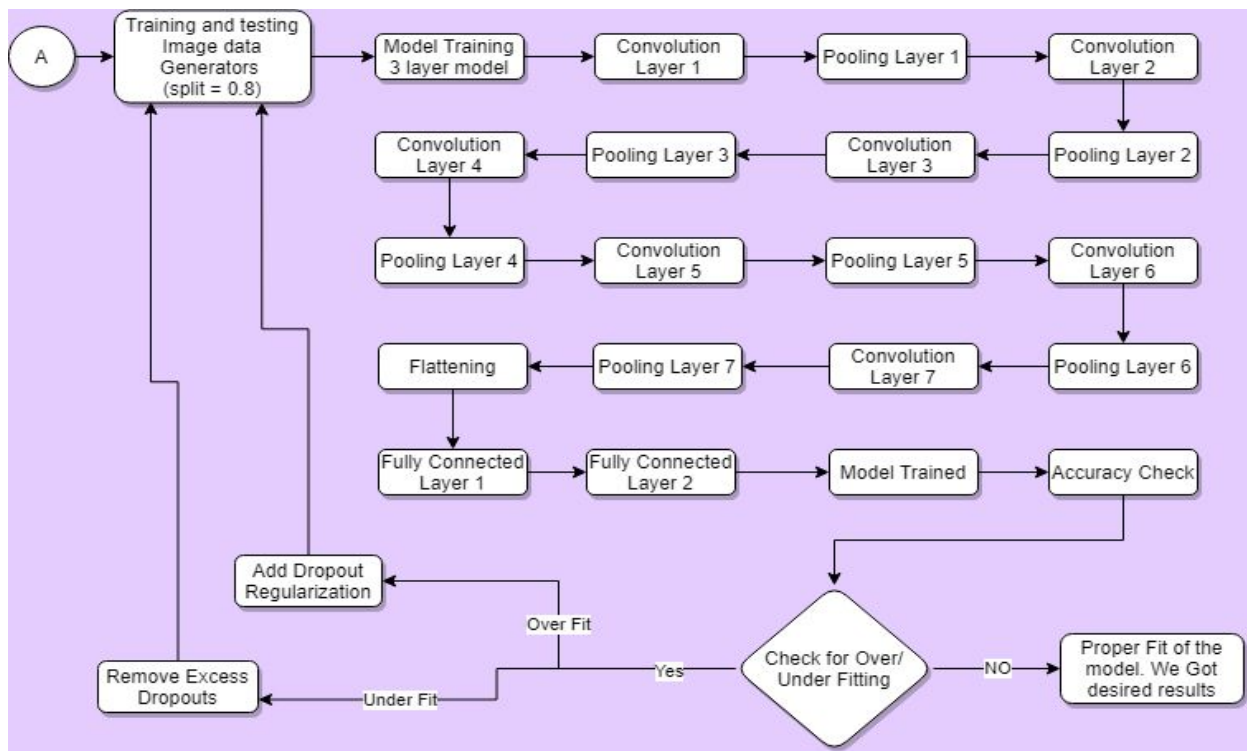 A
Training and testing
Image data
Generators
(split = 0.8)
Model Training
3 layer model
Convolution
Layer 1
Pooling Layer 1
Convolution
Layer 2
Pooling Layer 2
Convolution
Layer 3
Pooling Layer 3
Convolution
Layer 4
Pooling Layer 4
Convolution
Layer 5
Pooling Layer 5
Convolution
Layer 6
Pooling Layer 6
Convolution
Layer 7
Pooling Layer 7
Flattening
Fully Connected
Layer 1
Fully Connected
Layer 2
Model Trained
Accuracy Check
Check for Over/
Under Fitting
NO
Proper Fit of the
model. We Got
desired results
Yes
Over Fit
Add Dropout
Regularization
Under Fit
Remove Excess
Dropouts